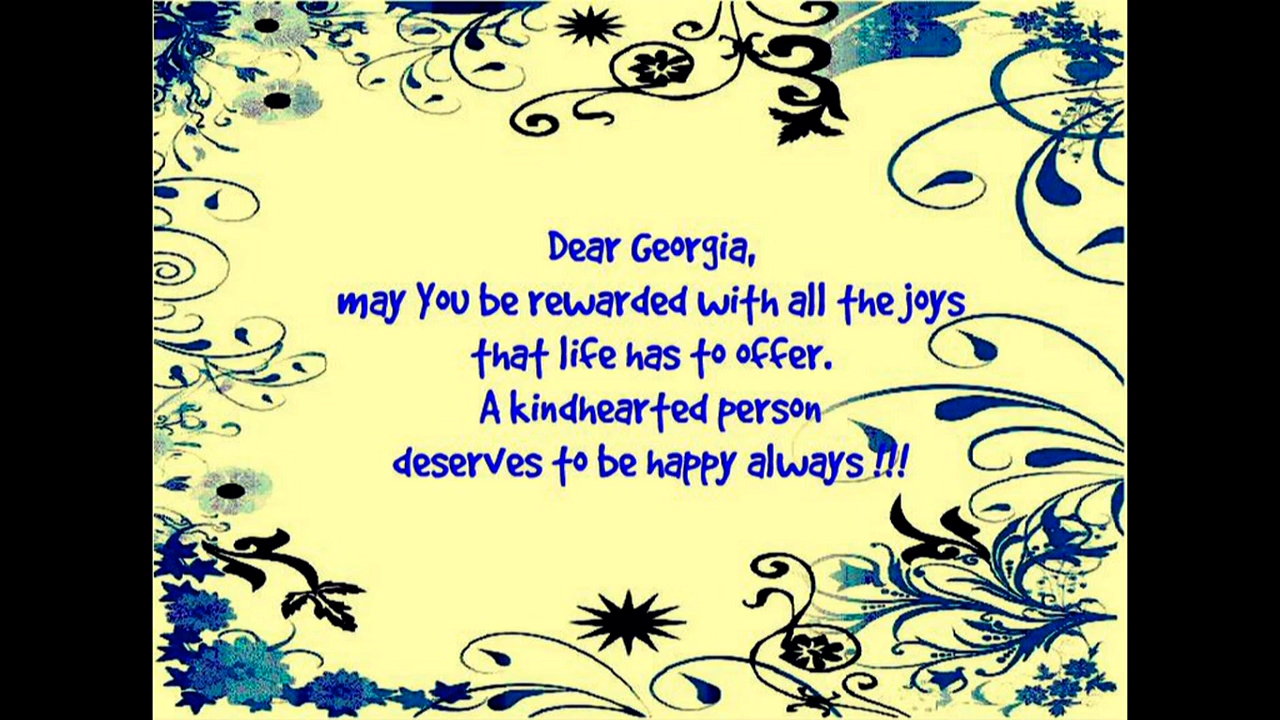 Dear Georgia,
may You be rewarded with all the joys
that life has to offer.
A kindhearted person
deserves to be happy always !!!